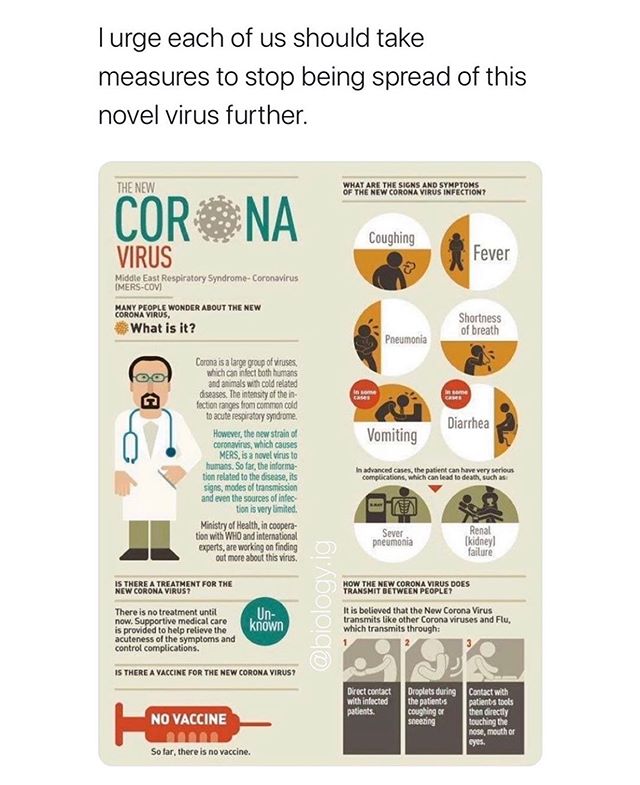 I urge each of us should take
measures to stop being spread of this
novel virus further.
THE NEW
CORONA
VIRUS
Middle East Respiratory Syndrome- Coronavirus
(MERS-COV)
MANY PEOPLE WONDER ABOUT THE NEW
CORONA VIRUS,
What is it?
Corona is a large group of viruses,
which can infect both humans
and animals with cold related
diseases. The intensity of the in-
fection ranges from common cold
to acute respiratory syndrome.
However, the new strain of
coronavirus, which causes
MERS, is a novel virus to
humans. So far, the informa-
tion related to the disease, its
signs, modes of transmission
and even the sources of infec-
tion is very limited.
Ministry of Health, in coopera-
tion with WHO and international
experts, are working on finding
out more about this virus.
IS THERE A TREATMENT FOR THE
NEW CORONA VIRUS?
There is no treatment until
now. Supportive medical care
is provided to help relieve the
acuteness of the symptoms and
control complications.
Un-
known
IS THERE A VACCINE FOR THE NEW CORONA VIRUS?
NO VACCINE
So far, there is no vaccine.
@biology.ig
WHAT ARE THE SIGNS AND SYMPTOMS
OF THE NEW CORONA VIRUS INFECTION?
Coughing
Fever
Pneumonia
Shortness
of breath
In some
cases
Vomiting
In some
cases
Diarrhea
In advanced cases, the patient can have very serious
complications, which can lead to death, such as:
X-RAY
Sever
pneumonia
Renal
(kidney)
failure
HOW THE NEW CORONA VIRUS DOES
TRANSMIT BETWEEN PEOPLE?
It is believed that the New Corona Virus
transmits like other Corona viruses and Flu,
which transmits through:
1
2
3
Direct contact
with infected
patients.
Droplets during
the patient›s
coughing or
sneezing
Contact with
patient›s tools
then directly
touching the
nose, mouth or
eyes.